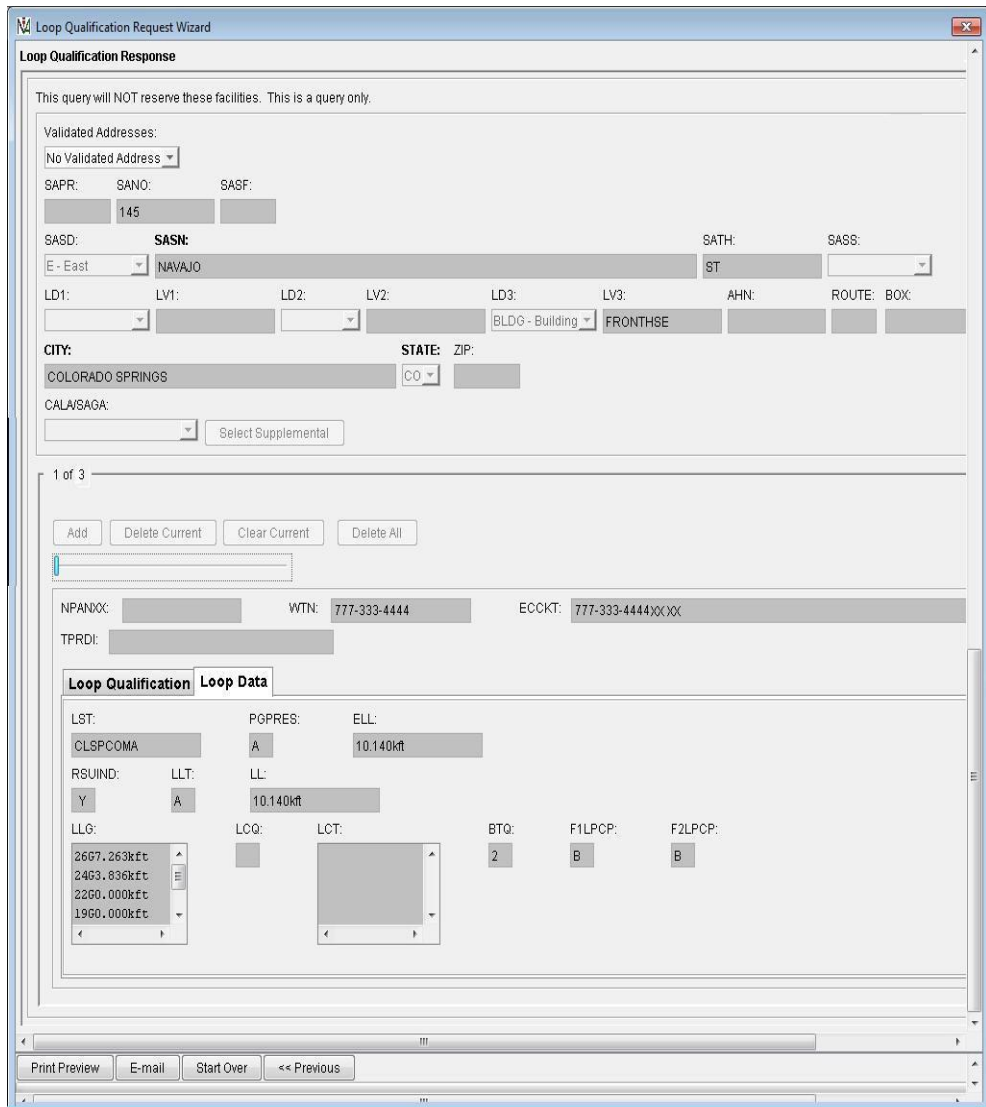 Loop Qualification Request Wizard
Loop Qualification Response
This query will NOT reserve these facilities. This is a query only.
Validated Addresses:
No Validated Address
SAPR: SANO: SASF:
145
SASD: SASN: SATH: SASS:
E - East NAVAJO ST
LD1: LV1: LD2: LV2: LD3: LV3: AHN: ROUTE: BOX:
BLDG - Building FRONTHSE
CITY: STATE: ZIP:
COLORADO SPRINGS CO
CALA/SAGA:
Select Supplemental
1 of 3
Add Delete Current Clear Current Delete All
NPANXX: WTN: 777-333-4444 ECCKT: 777-333-4444XX XX
TPRDI:
Loop Qualification Loop Data
LST: PGPRES: ELL:
CLSPCOMA A 10.140kft
RSUIND: LLT: LL:
Y A 10.140kft
LLG: LCQ: LCT: BTQ: F1LPCP: F2LPCP:
26G7.263kft 2 B B
24G3.836kft
22G0.000kft
19G0.000kft
Print Preview E-mail Start Over << Previous